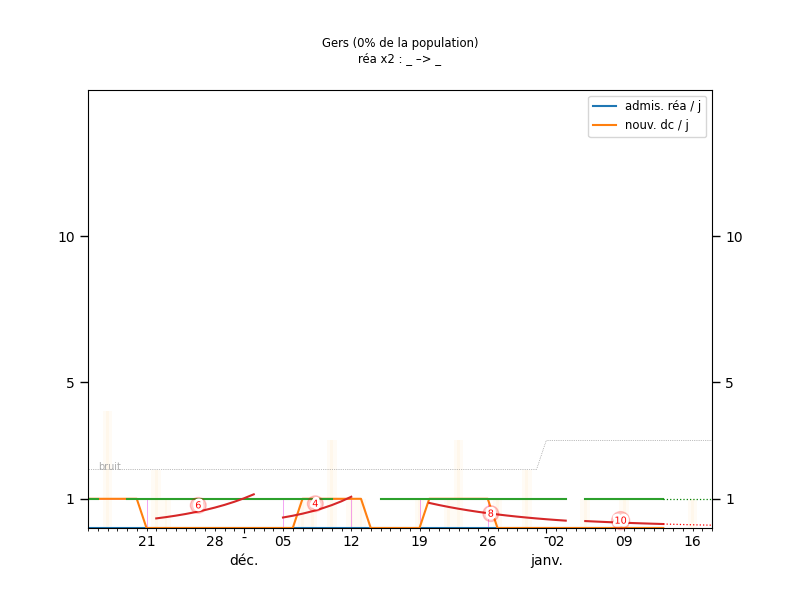 Gers (0% de la population)
réa x2 : _ –> _
admis. réa / j
nouv. dc / j
10 10
5 5
bruit
1 1
6 4 8 10
21 28 - 05 12 19 26 - 02 09 16
déc. janv.